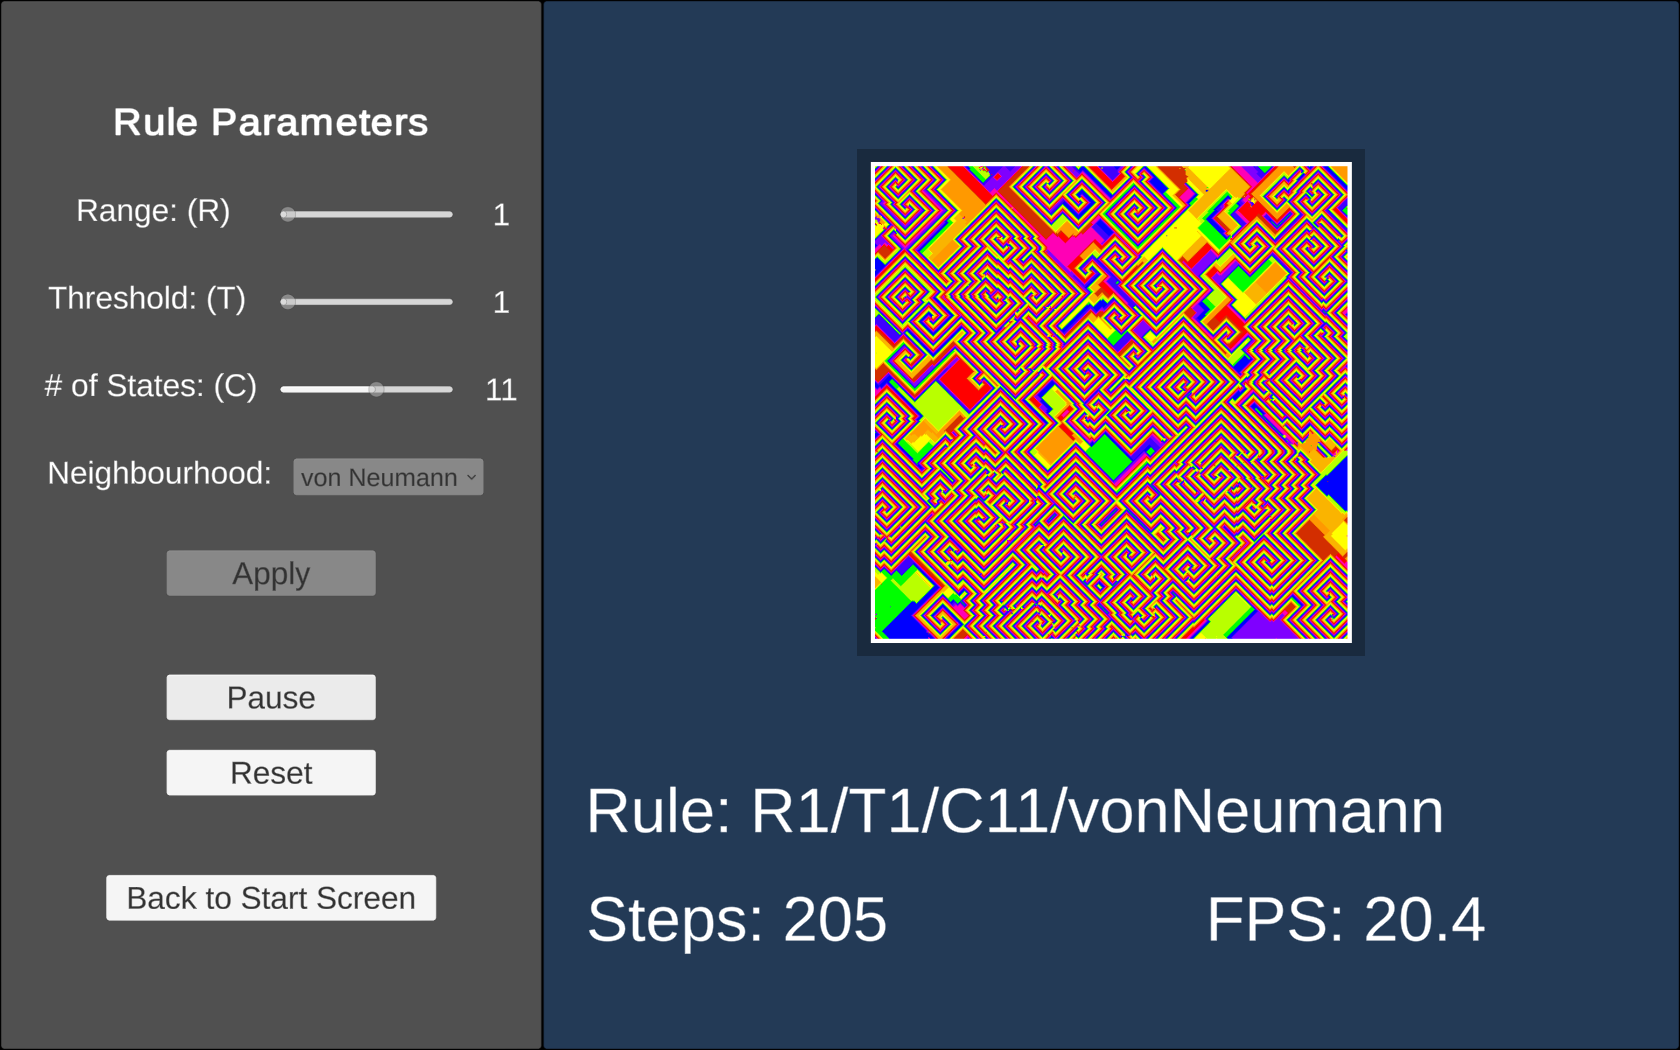 Rule Parameters
Range: (R) 1
Threshold: (T) 1
# of States: (C) 11
Neighbourhood: von Neumann
Apply
Pause
Reset
Back to Start Screen
Rule: R1/T1/C11/vonNeumann
Steps: 205 FPS: 20.4